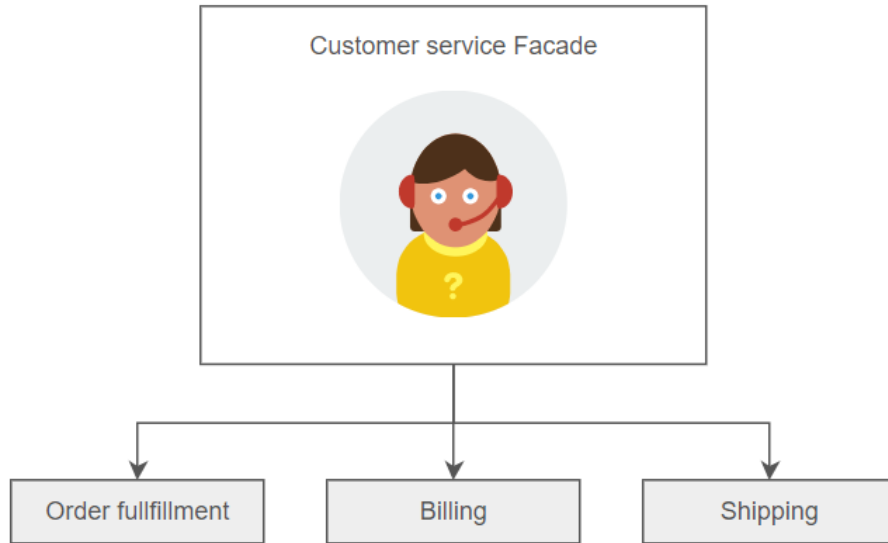 Customer service Facade
?
Order fullfillment
Billing
Shipping